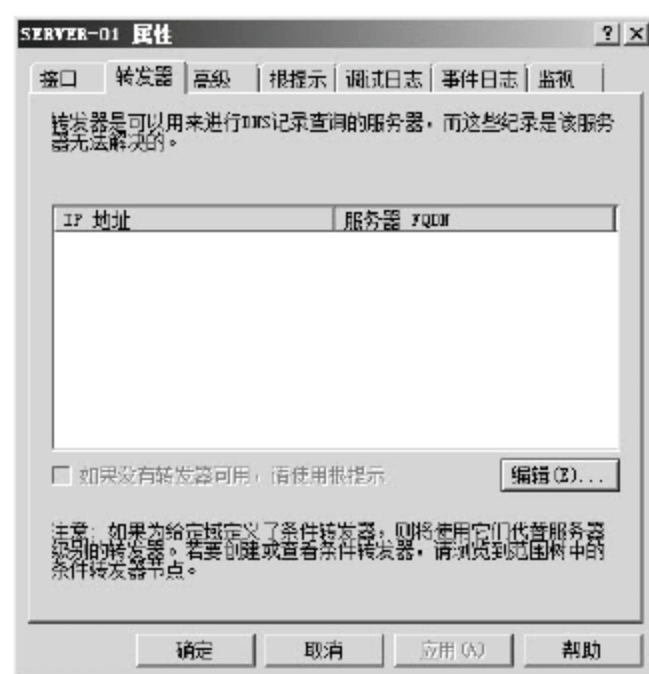 SERVER-01 属性
接口 转发器 高级 根提示 调试日志 事件日志 监视
转发器是可以用来进行DNS记录查询的服务器,而这些纪录是该服务
器无法解决的。
IP 地址 服务器 FQDN
如果没有转发器可用,请使用根提示
编辑(E)...
注意: 如果为给定域定义了条件转发器,则将使用它们代替服务器
级别的转发器。若要创建或查看条件转发器,请浏览到范围树中的
条件转发器节点。
确定 取消 应用(A) 帮助